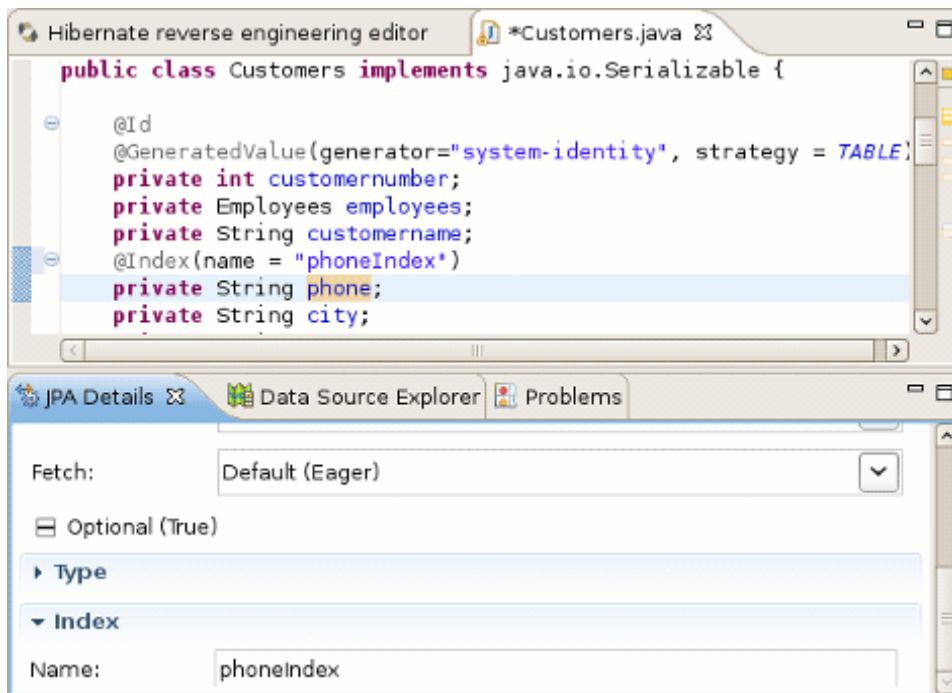 Hibernate reverse engineering editor *Customers.java
public class Customers implements java.io.Serializable {
@Id
@GeneratedValue(generator="system-identity", strategy = TABLE)
private int customernumber;
private Employees employees;
private String customername;
@Index(name = "phoneIndex")
private String phone;
private String city;
JPA Details Data Source Explorer Problems
Fetch: Default (Eager)
Optional (True)
Type
Index
Name: phoneIndex